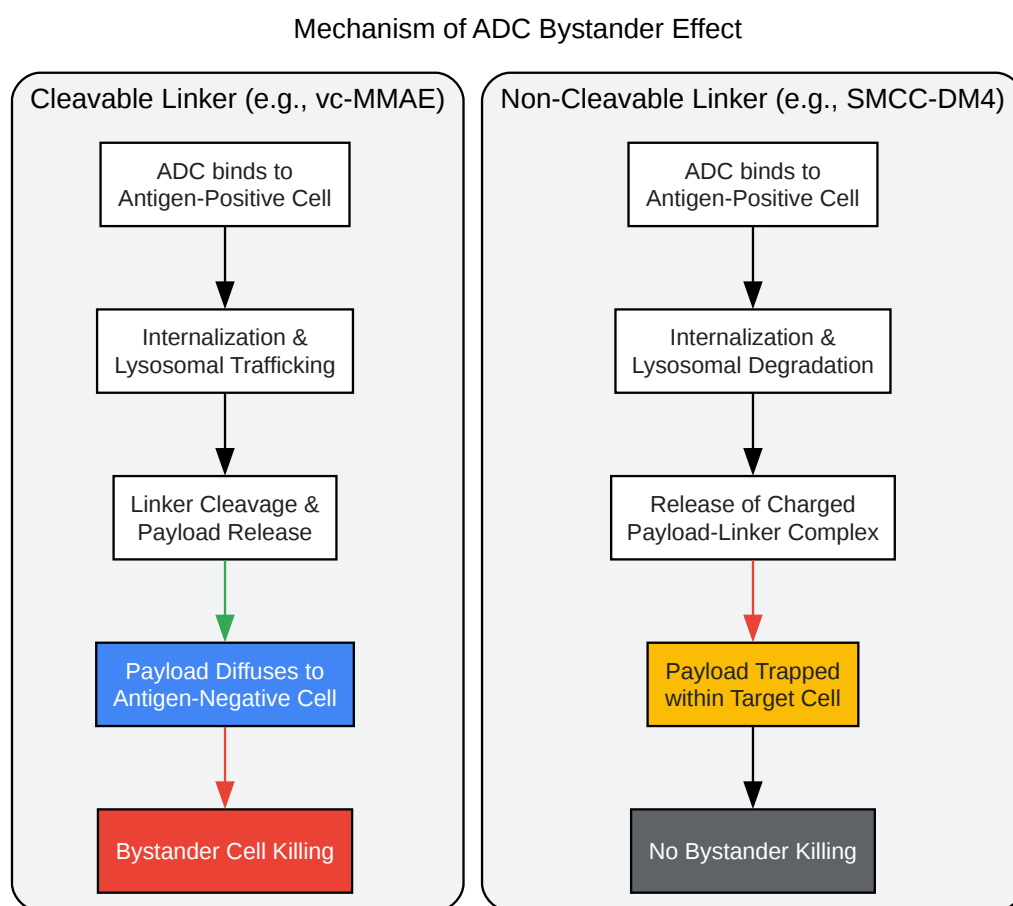 Mechanism of ADC Bystander Effect
Cleavable Linker (e.g., vc-MMAE)
ADC binds to
Antigen-Positive Cell
Internalization &
Lysosomal Trafficking
Linker Cleavage &
Payload Release
Payload Diffuses to
Antigen-Negative Cell
Bystander Cell Killing
Non-Cleavable Linker (e.g., SMCC-DM4)
ADC binds to
Antigen-Positive Cell
Internalization &
Lysosomal Degradation
Release of Charged
Payload-Linker Complex
Payload Trapped
within Target Cell
No Bystander Killing